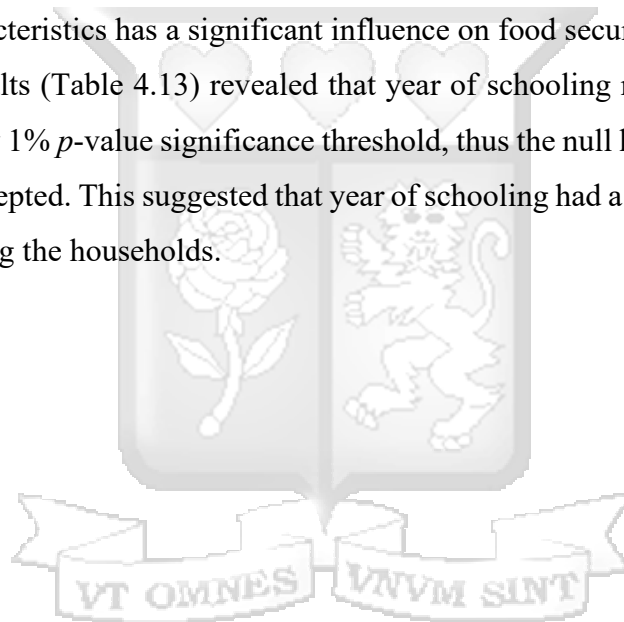 cteristics has a significant influence on food secu
lts (Table 4.13) revealed that year of schooling
1% p-value significance threshold, thus the null
epted. This suggested that year of schooling had a
g the households.
VT OMNES VNVM SINT